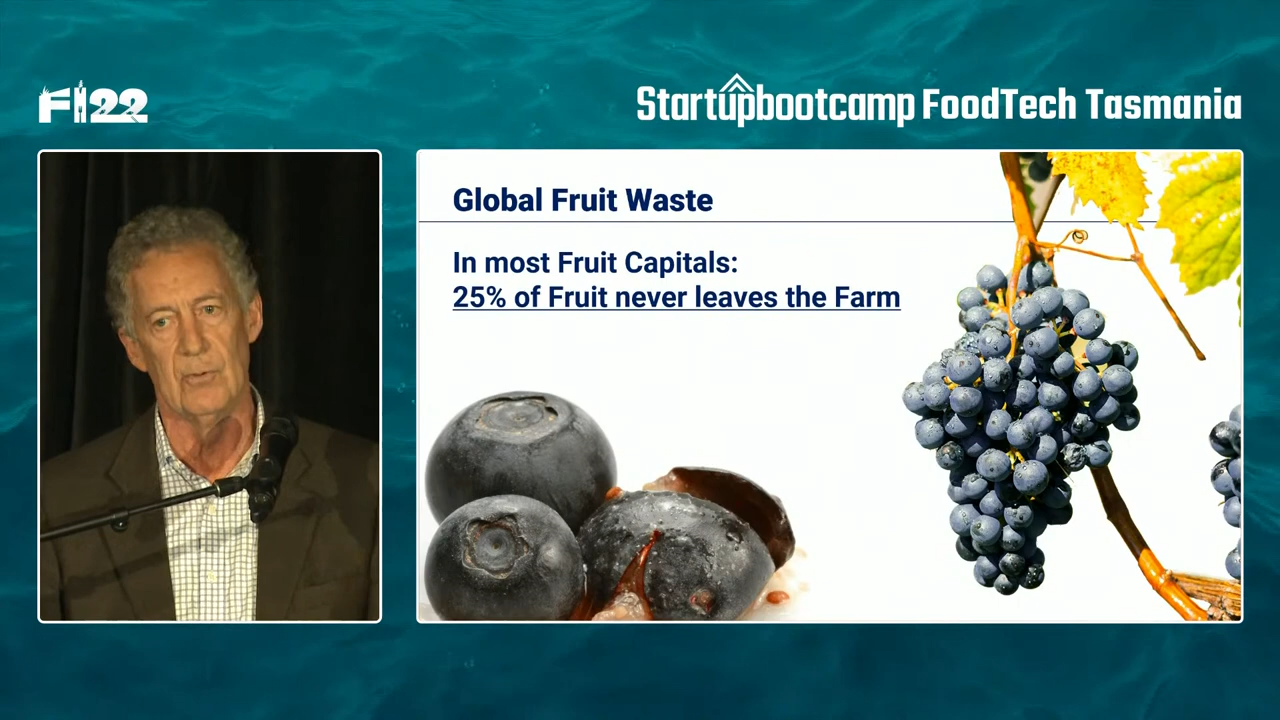 FI22
Startupbootcamp FoodTech Tasmania
Global Fruit Waste
In most Fruit Capitals:
25% of Fruit never leaves the Farm